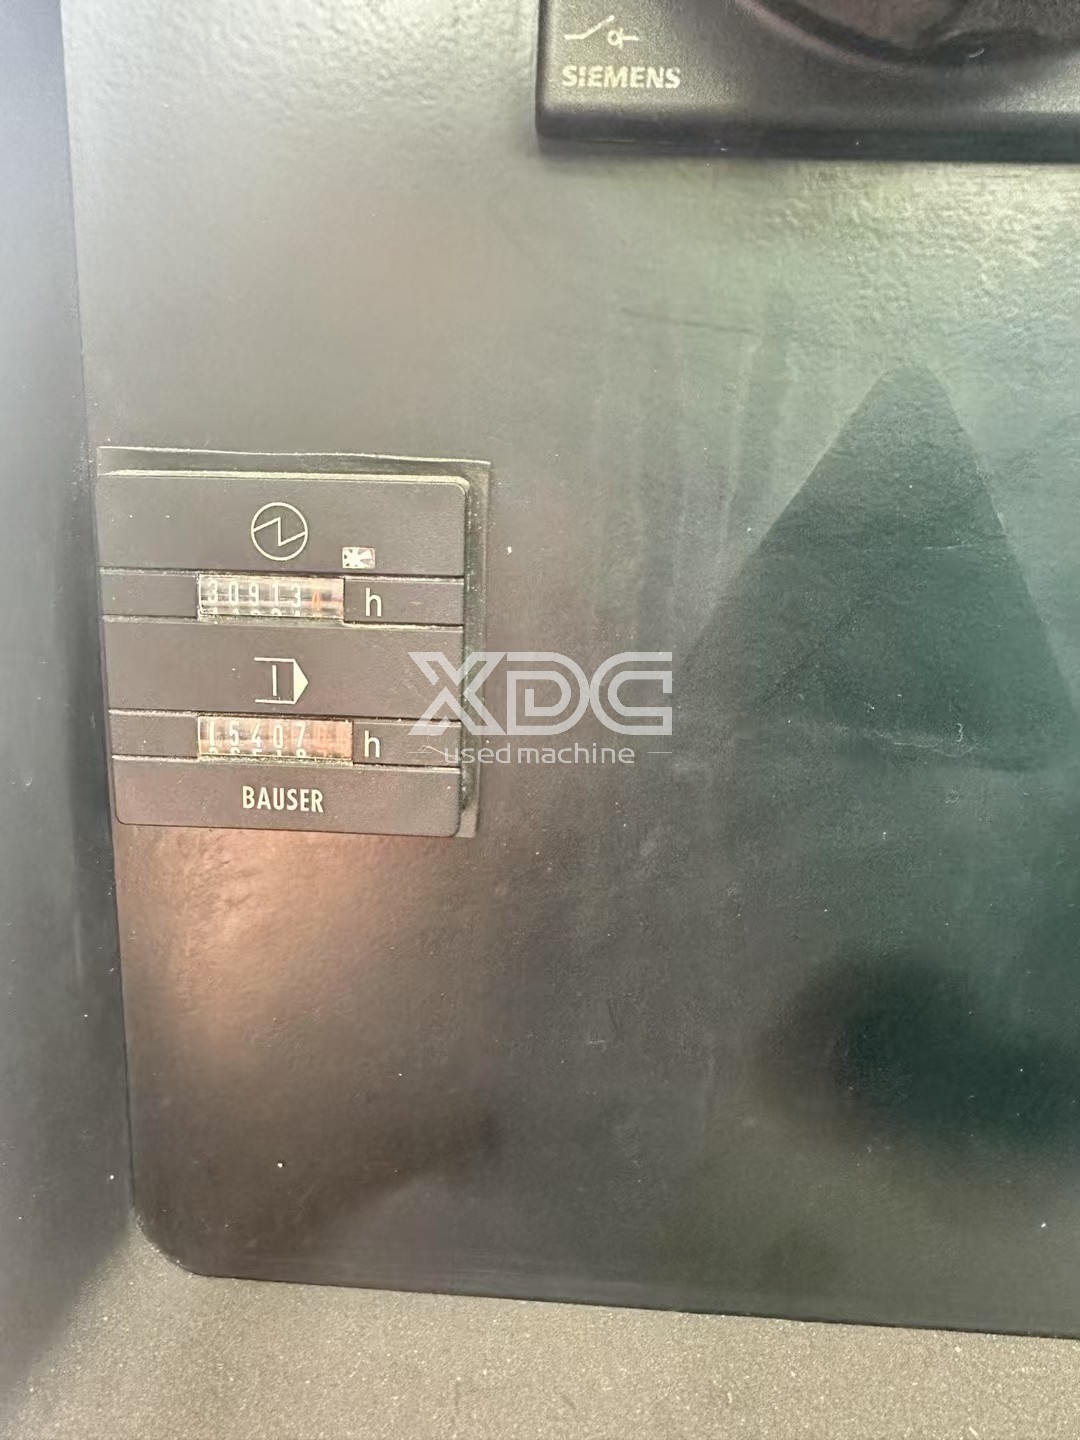 SIEMENS
30913 h
15407 h
BAUSER
XDC
used machine